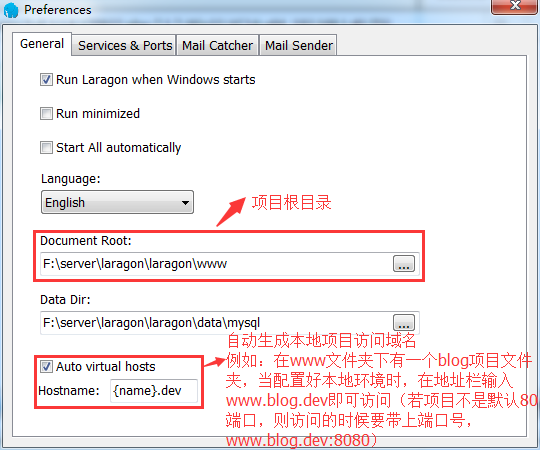 Preferences
General
Services & Ports
Mail Catcher
Mail Sender
Run Laragon when Windows starts
Run minimized
Start All automatically
Language:
English
项目根目录
Document Root:
F:\server\laragon\laragon\www
...
Data Dir:
F:\server\laragon\laragon\data\mysql
...
自动生成本地项目访问域名
Auto virtual hosts
Hostname: {name}.dev
例如：在www文件夹下有一个blog项目文件
夹，当配置好本地环境时，在地址栏输入
www.blog.dev即可访问（若项目不是默认80
端口，则访问的时候要带上端口号，
www.blog.dev:8080）